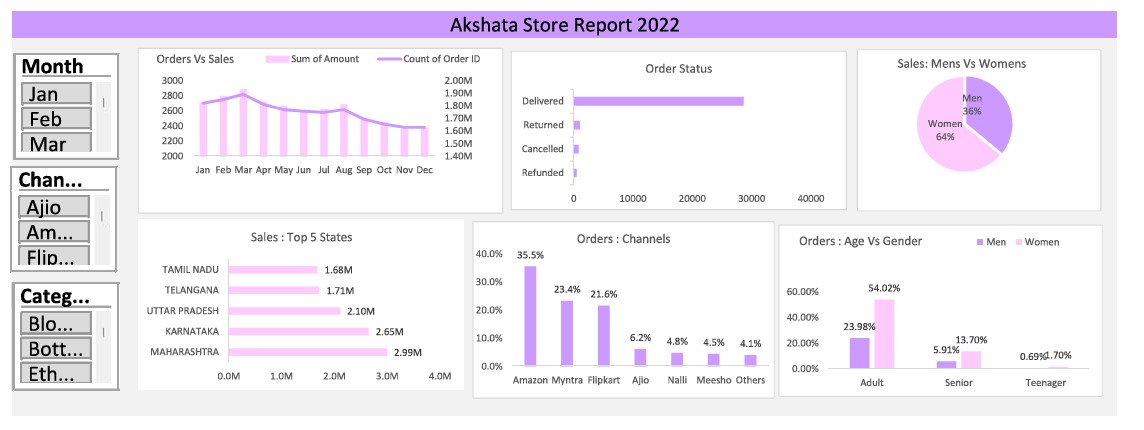 Akshata Store Report 2022
Month
Jan
Feb
Mar
Chan...
Ajio
Am...
Flip...
Categ...
Blo...
Bott...
Eth...
Orders Vs Sales
Sum of Amount
Count of Order ID
3000
2800
2600
2400
2200
2000
2.00M
1.90M
1.80M
1.70M
1.60M
1.50M
1.40M
Jan Feb Mar Apr May Jun Jul Aug Sep Oct Nov Dec
Order Status
Delivered
Returned
Cancelled
Refunded
0 10000 20000 30000 40000
Sales: Mens Vs Womens
Men
36%
Women
64%
Sales : Top 5 States
TAMIL NADU 1.68M
TELANGANA 1.71M
UTTAR PRADESH 2.10M
KARNATAKA 2.65M
MAHARASHTRA 2.99M
0.0M 1.0M 2.0M 3.0M 4.0M
Orders : Channels
40.0%
30.0%
20.0%
10.0%
0.0%
35.5% 23.4% 21.6% 6.2% 4.8% 4.5% 4.1%
Amazon Myntra Flipkart Ajio Nalli Meesho Others
Orders : Age Vs Gender
Men Women
60.00%
40.00%
20.00%
0.00%
23.98% 54.02% 5.91% 13.70% 0.69% 1.70%
Adult Senior Teenager